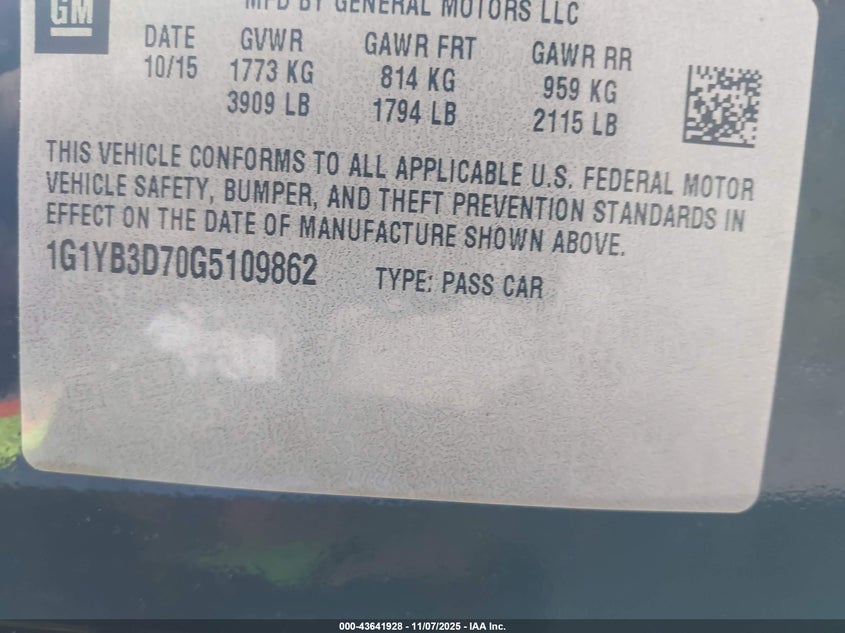 GM
MFD BY GENERAL MOTORS LLC
DATE GVWR GAWR FRT GAWR RR
10/15 1773 KG 814 KG 959 KG
3909 LB 1794 LB 2115 LB
THIS VEHICLE CONFORMS TO ALL APPLICABLE U.S. FEDERAL MOTOR
VEHICLE SAFETY, BUMPER, AND THEFT PREVENTION STANDARDS IN
EFFECT ON THE DATE OF MANUFACTURE SHOWN ABOVE.
1G1YB3D70G5109862 TYPE: PASS CAR
000-43641928 - 11/07/2025 - IAA Inc.